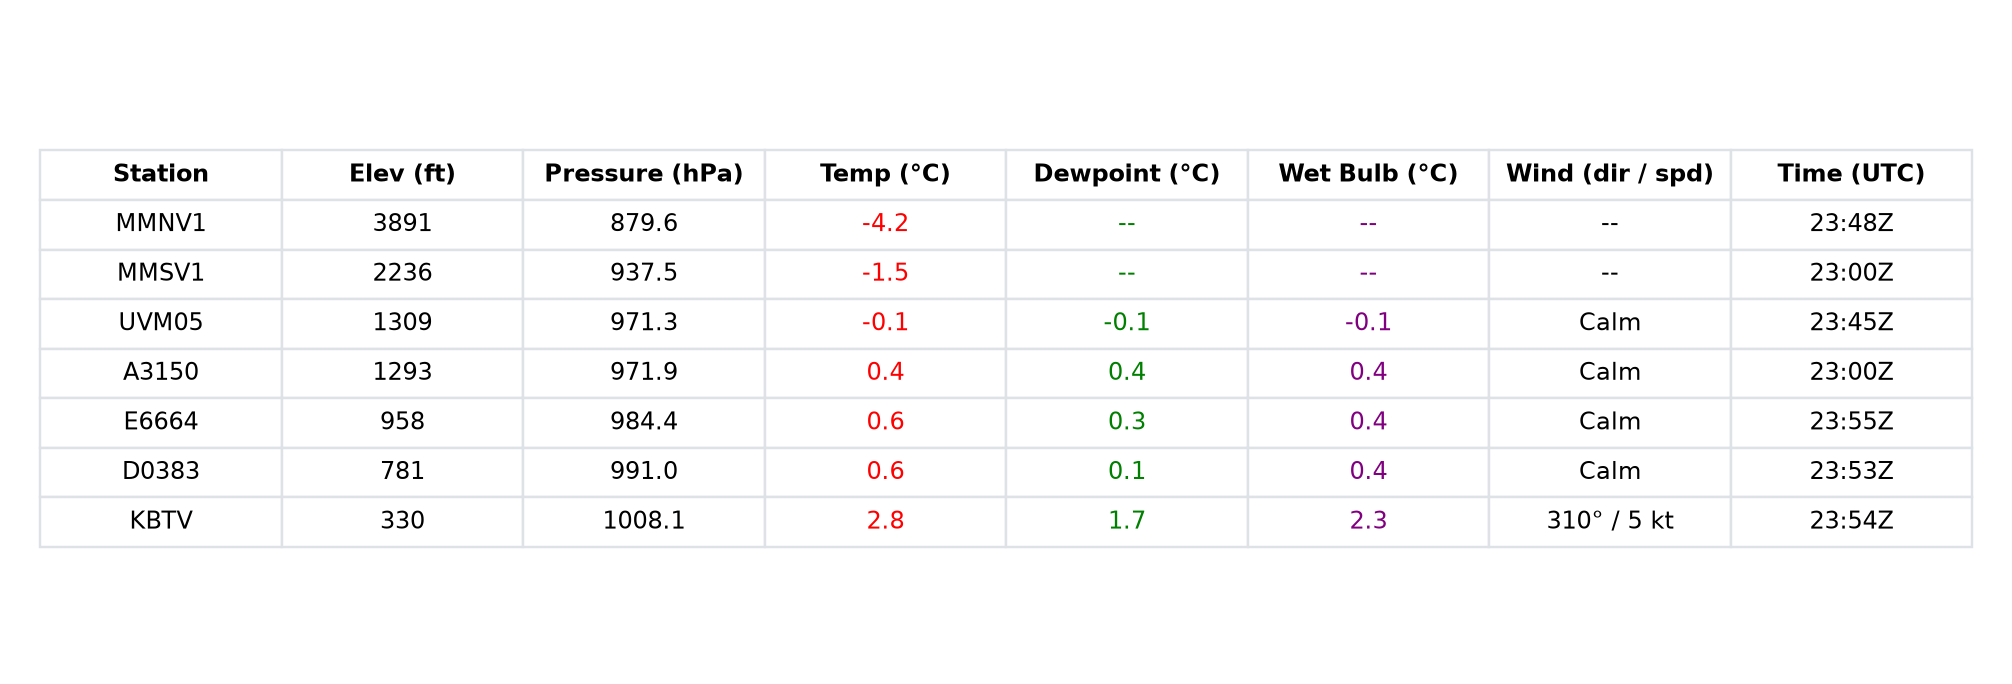 Station Elev (ft) Pressure (hPa) Temp (°C) Dewpoint (°C) Wet Bulb (°C) Wind (dir / spd) Time (UTC)
MMNV1 3891 879.6 -4.2 -- -- -- 23:48Z
MMSV1 2236 937.5 -1.5 -- -- -- 23:00Z
UVM05 1309 971.3 -0.1 -0.1 -0.1 Calm 23:45Z
A3150 1293 971.9 0.4 0.4 0.4 Calm 23:00Z
E6664 958 984.4 0.6 0.3 0.4 Calm 23:55Z
D0383 781 991.0 0.6 0.1 0.4 Calm 23:53Z
KBTV 330 1008.1 2.8 1.7 2.3 310° / 5 kt 23:54Z